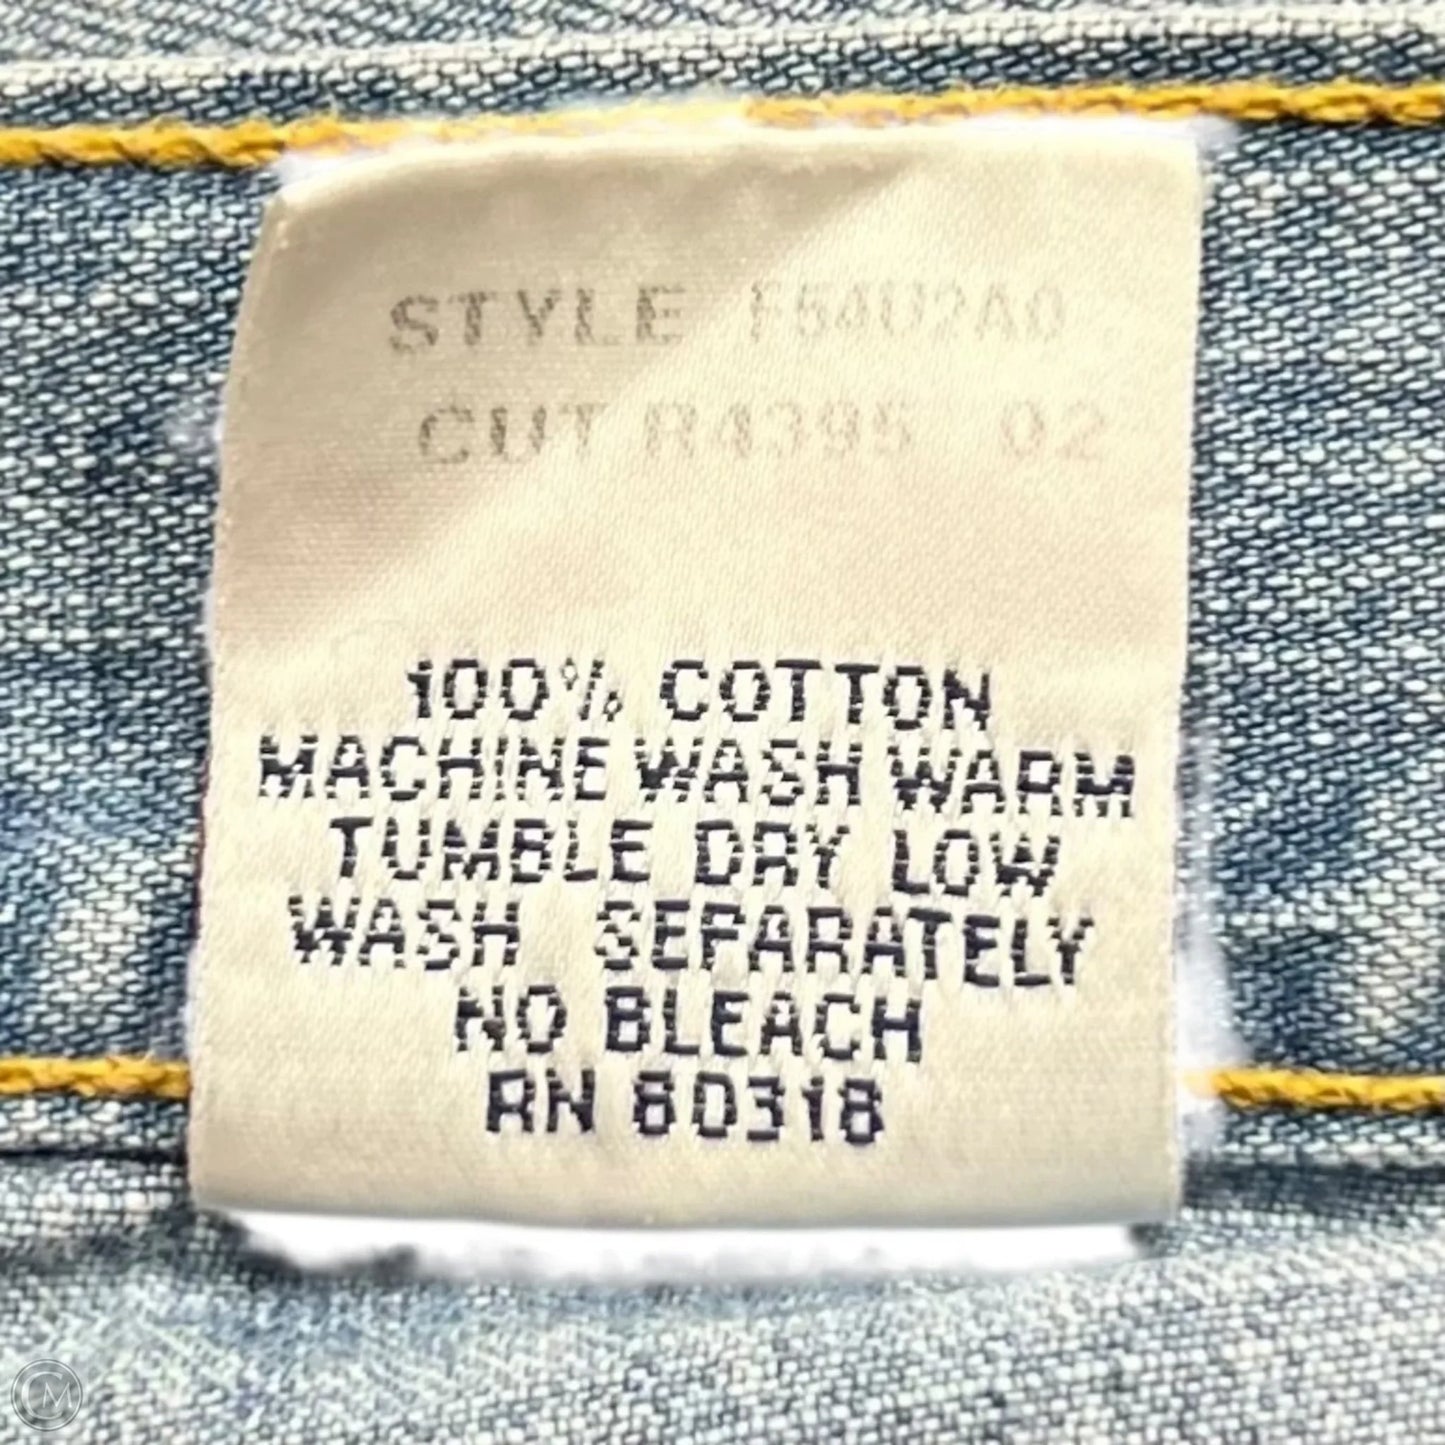 STYLE F54U2A0
CUT R4395 02
100% COTTON
MACHINE WASH WARM
TUMBLE DRY LOW
WASH SEPARATELY
NO BLEACH
RN 80318
CM